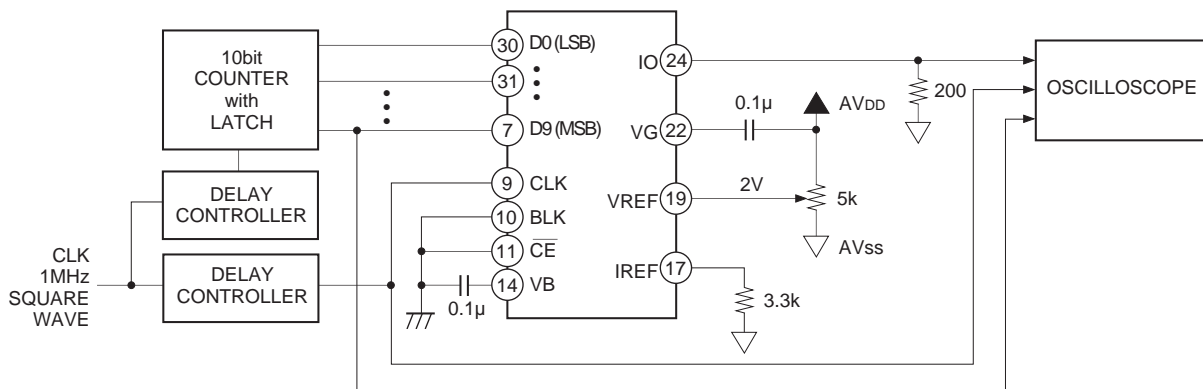 10bit
COUNTER
with
LATCH
DELAY
CONTROLLER
DELAY
CONTROLLER
CLK
1MHz
SQUARE
WAVE
30 D0 (LSB)
31
7 D9 (MSB)
9 CLK
10 BLK
11 CE
14 VB
0.1μ
IO 24
VG 22
VREF 19
IREF 17
0.1μ
AVDD
2V
5k
AVss
3.3k
200
OSCILLOSCOPE